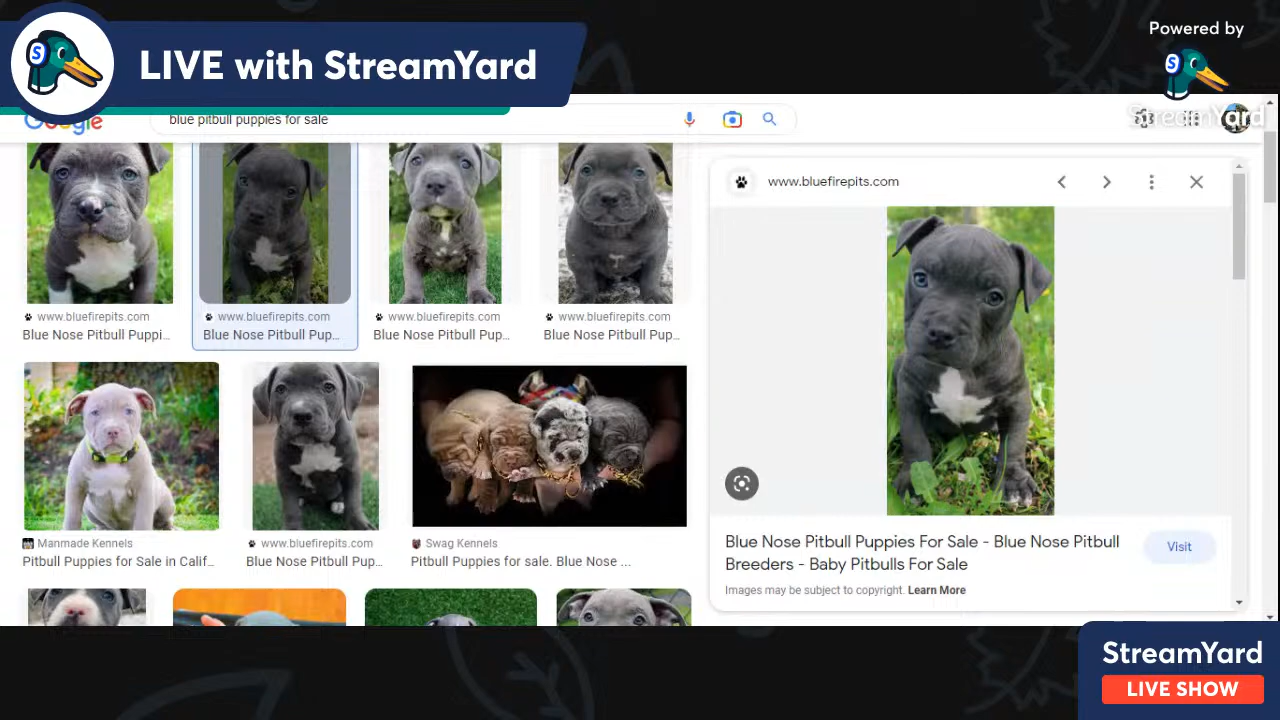 LIVE with StreamYard
Powered by
StreamYard
Google
blue pitbull puppies for sale
www.bluefirepits.com
Blue Nose Pitbull Puppi...
www.bluefirepits.com
Blue Nose Pitbull Pup...
www.bluefirepits.com
Blue Nose Pitbull Pup...
www.bluefirepits.com
Blue Nose Pitbull Pup...
Manmade Kennels
Pitbull Puppies for Sale in Calif...
www.bluefirepits.com
Blue Nose Pitbull Pup...
Swag Kennels
Pitbull Puppies for sale. Blue Nose ...
www.bluefirepits.com
Blue Nose Pitbull Puppies For Sale - Blue Nose Pitbull
Breeders - Baby Pitbulls For Sale
Visit
Images may be subject to copyright. Learn More
StreamYard
LIVE SHOW